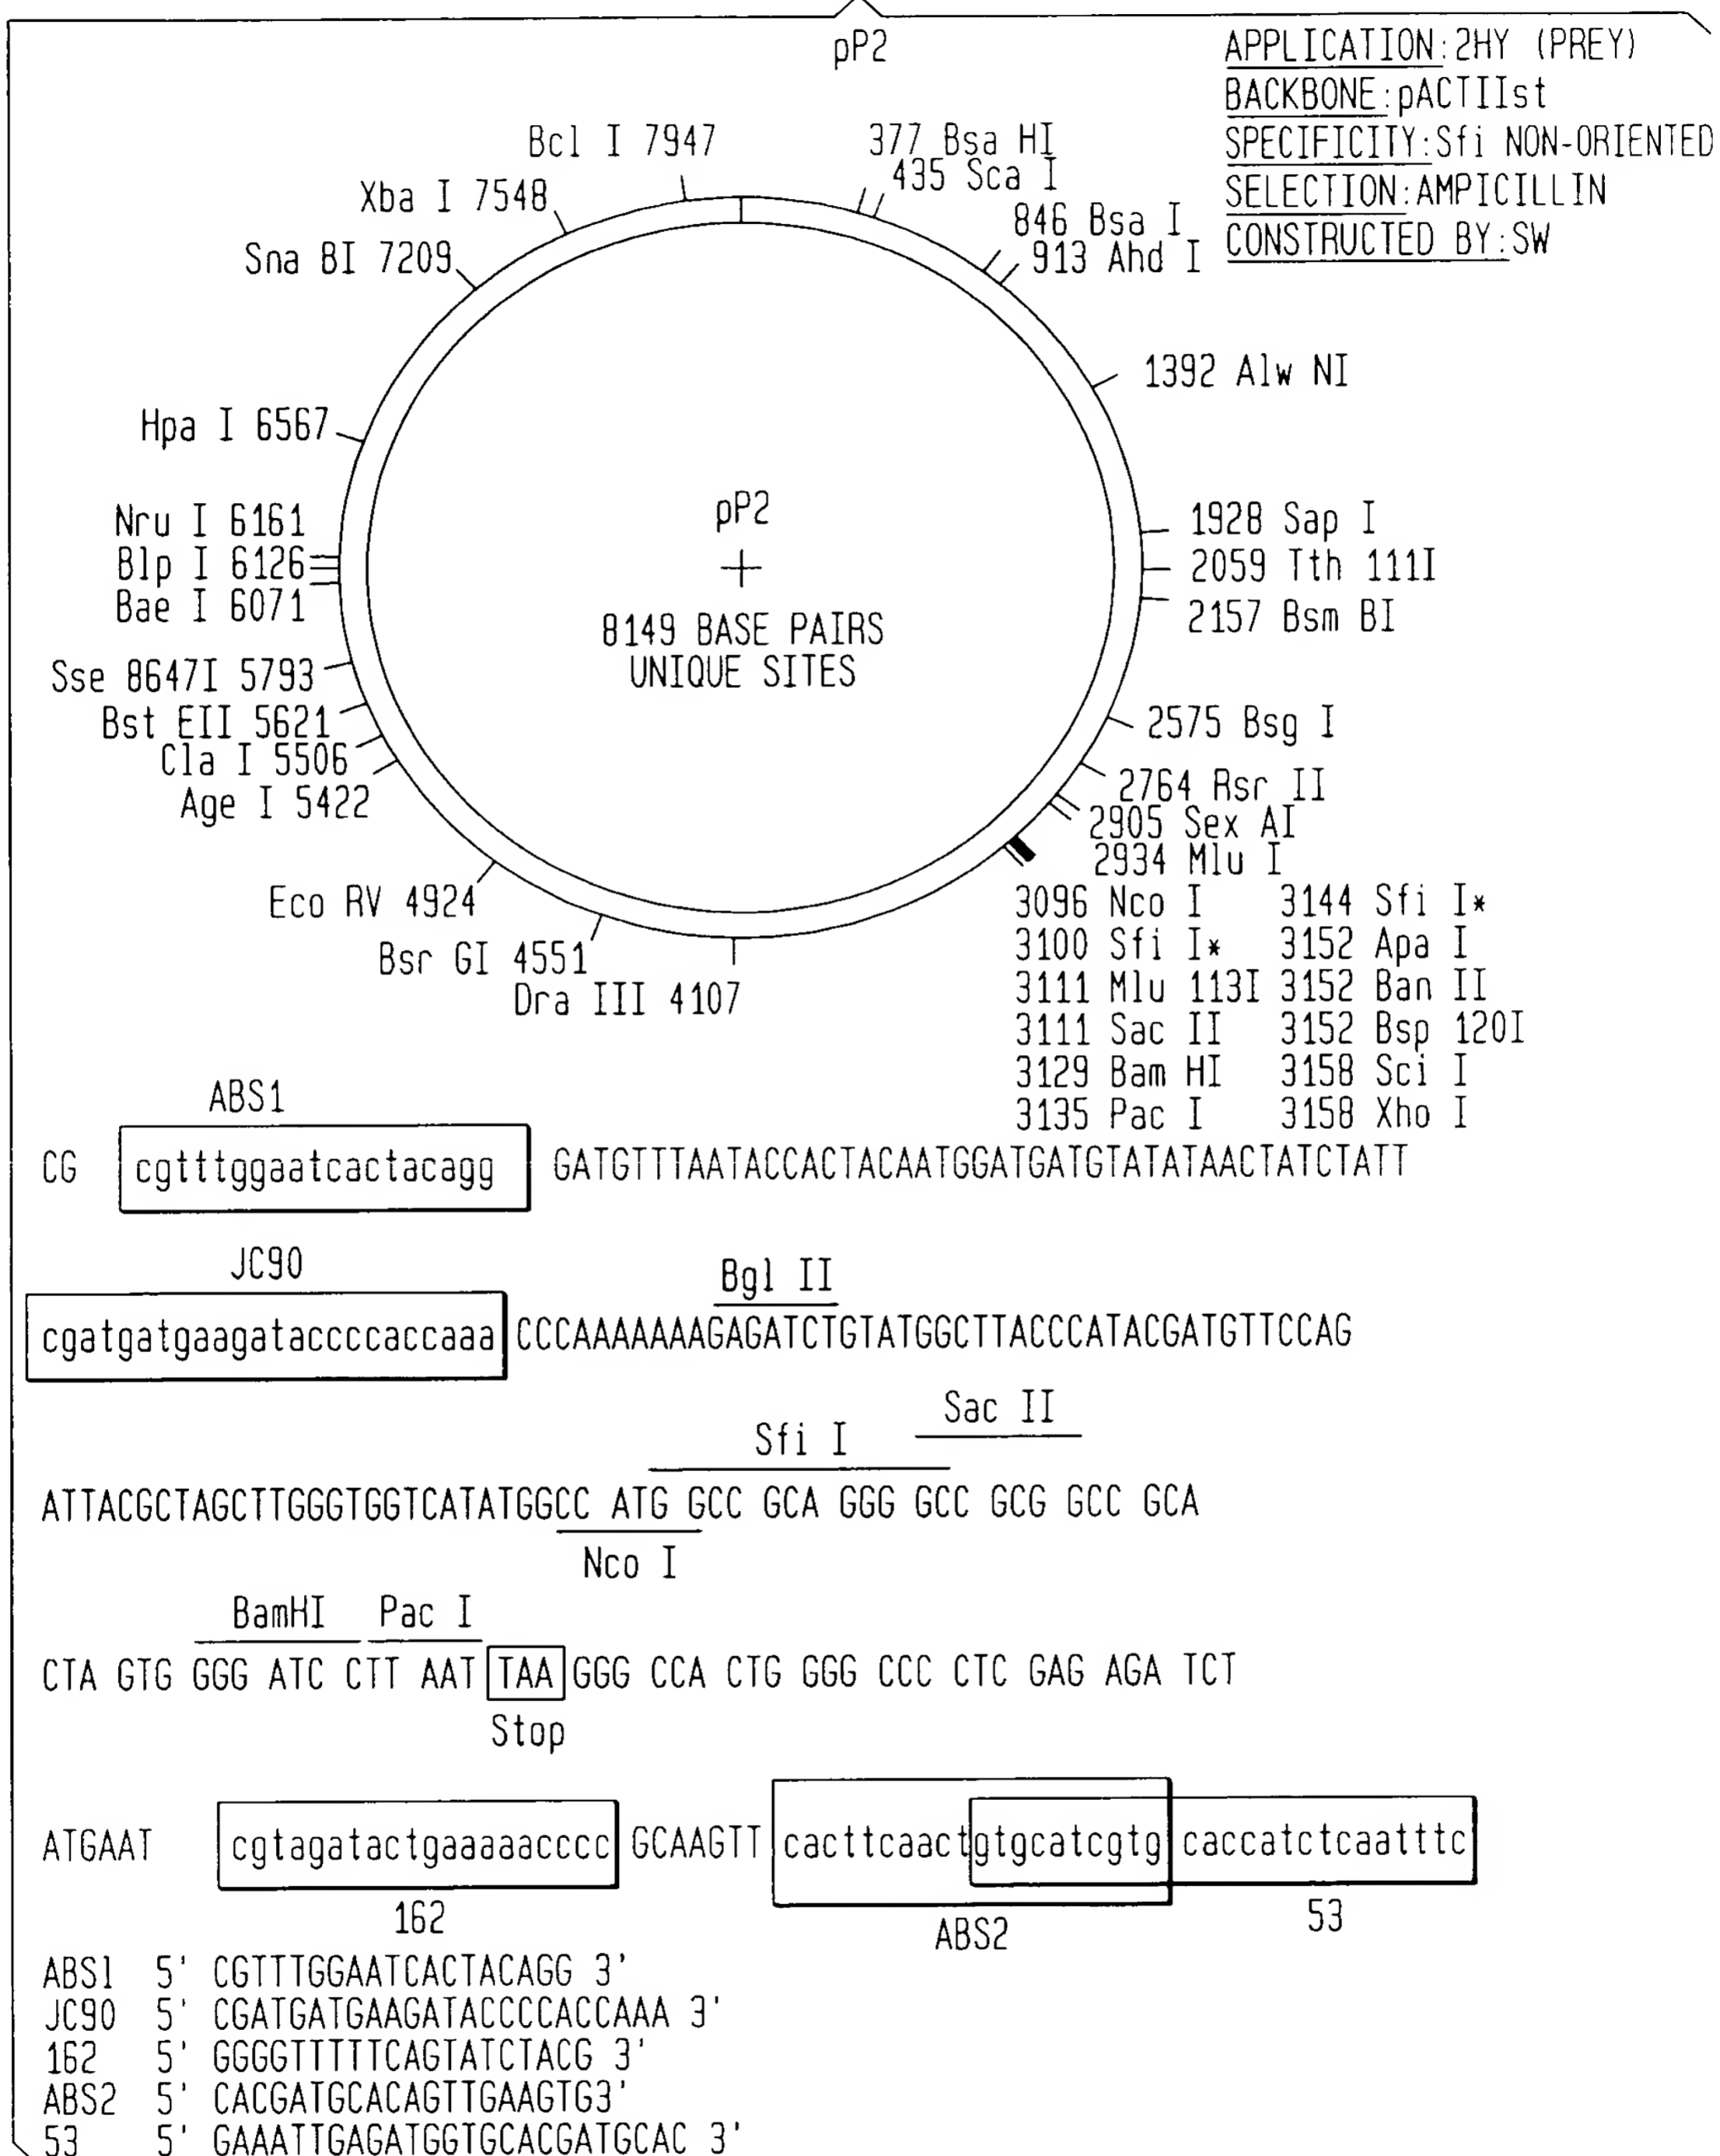 pP2
APPLICATION:2HY (PREY)
BACKBONE:pACTIIst
SPECIFICITY:Sfi NON-ORIENTED
SELECTION:AMPICILLIN
CONSTRUCTED BY:SW
Bcl I 7947
Xba I 7548
Sna BI 7209
Hpa I 6567
Nru I 6161
Blp I 6126
Bae I 6071
Sse 8647I 5793
Bst EII 5621
Cla I 5506
Age I 5422
Eco RV 4924
Bsr GI 4551
Dra III 4107
377 Bsa HI
435 Sca I
846 Bsa I
913 Ahd I
1392 Alw NI
1928 Sap I
2059 Tth 111I
2157 Bsm BI
2575 Bsg I
2764 Rsr II
2905 Sex AI
2934 Mlu I
3096 Nco I 3144 Sfi I*
3100 Sfi I* 3152 Apa I
3111 Mlu 113I 3152 Ban II
3111 Sac II 3152 Bsp 120I
3129 Bam HI 3158 Sci I
3135 Pac I 3158 Xho I
pP2
8149 BASE PAIRS
UNIQUE SITES
ABS1
CG cgtttggaatcactacagg GATGTTTAATACCACTACAATGGATGATGTATATAACTATCTATT
JC90 Bgl II
cgatgatgaagataccccaccaaa CCCAAAAAAAGAGATCTGTATGGCTTACCCATACGATGTTCCAG
Sfi I Sac II
ATTACGCTAGCTTGGGTGGTCATATGGCC ATG GCC GCA GGG GCC GCG GCC GCA
Nco I
BamHI Pac I
CTA GTG GGG ATC CTT AAT TAA GGG CCA CTG GGG CCC CTC GAG AGA TCT
Stop
ATGAAT cgtagatactgaaaaacccc GCAAGTT cacttcaactgtgcatcgtg caccatctcaatttc
162 ABS2 53
ABS1 5' CGTTTGGAATCACTACAGG 3'
JC90 5' CGATGATGAAGATACCCCACCAAA 3'
162 5' GGGGTTTTTCAGTATCTACG 3'
ABS2 5' CACGATGCACAGTTGAAGTG3'
53 5' GAAATTGAGATGGTGCACGATGCAC 3'